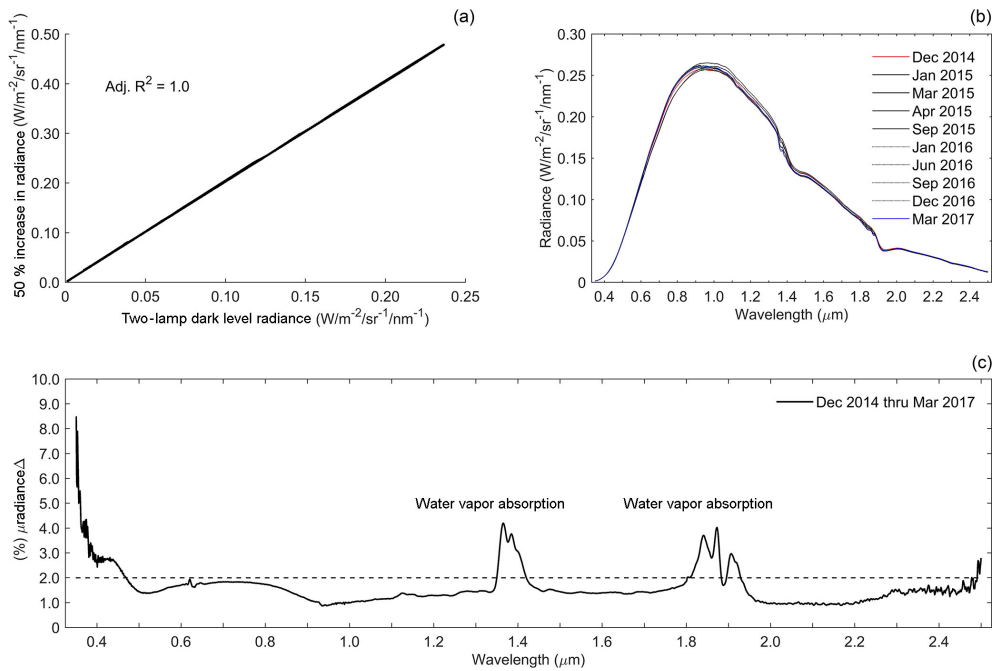 (a)
50 % increase in radiance (W/m⁻²/sr⁻¹/nm⁻¹)
0.50
0.40
0.30
0.20
0.10
0.0
Adj. R² = 1.0
0 0.05 0.10 0.15 0.20 0.25
Two-lamp dark level radiance (W/m⁻²/sr⁻¹/nm⁻¹)
(b)
Radiance (W/m⁻²/sr⁻¹/nm⁻¹)
0.30
0.25
0.20
0.15
0.10
0.05
0
Dec 2014
Jan 2015
Mar 2015
Apr 2015
Sep 2015
Jan 2016
Jun 2016
Sep 2016
Dec 2016
Mar 2017
0.4 0.6 0.8 1.0 1.2 1.4 1.6 1.8 2.0 2.2 2.4
Wavelength (μm)
(c)
(%) μradianceΔ
10.0
9.0
8.0
7.0
6.0
5.0
4.0
3.0
2.0
1.0
0
Dec 2014 thru Mar 2017
Water vapor absorption
Water vapor absorption
0.4 0.6 0.8 1.0 1.2 1.4 1.6 1.8 2.0 2.2 2.4
Wavelength (μm)